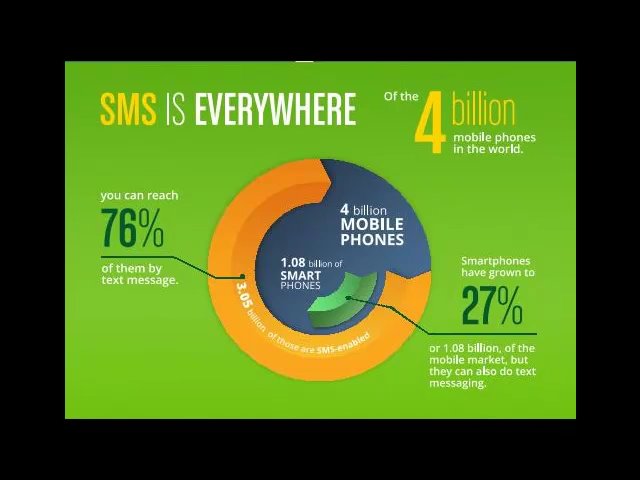 SMS IS EVERYWHERE
Of the
4 billion
mobile phones
in the world.
you can reach
76%
of them by
text message.
4 billion
MOBILE
PHONES
1.08 billion of
SMART
PHONES
3.05 billion of those are SMS-enabled
Smartphones
have grown to
27%
or 1.08 billion, of the
mobile market, but
they can also do text
messaging.